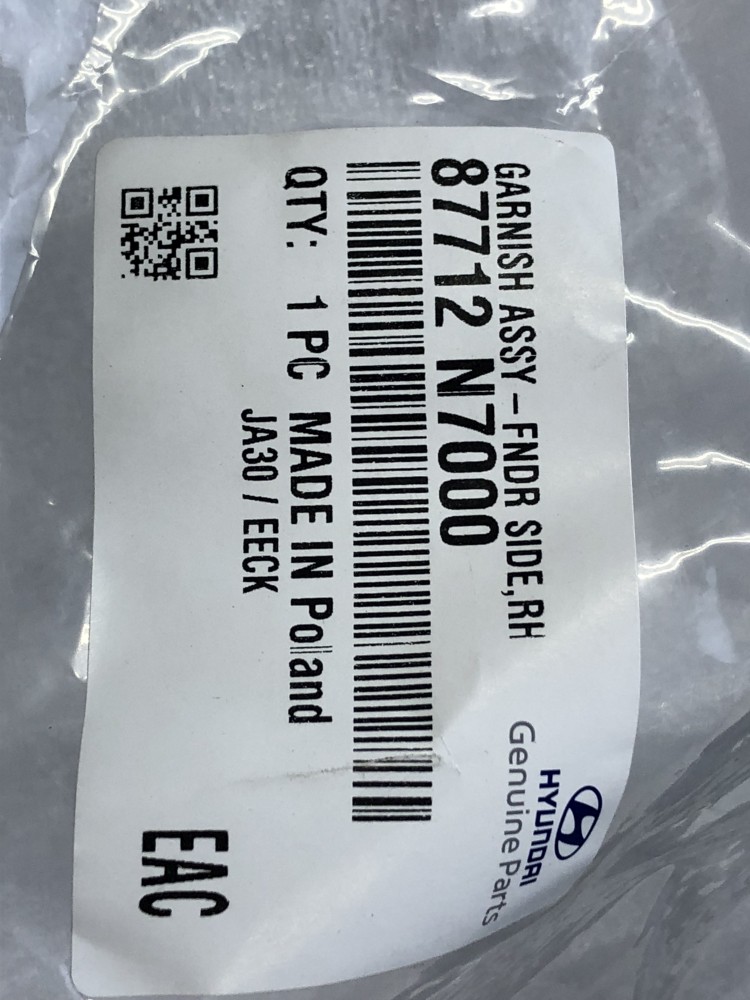 GARNISH ASSY-FNDR SIDE,RH
87712 N7000
HYUNDAI
Genuine Parts
QTY: 1 PC MADE IN Poland
JA30 / EECK
EAC